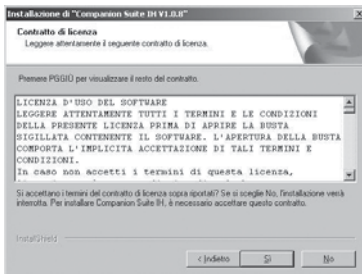 Installazione di "Companion Suite IH V1.0.8"
Contratto di licenza
Leggere attentamente il seguente contratto di licenza.
Premere PGGIÙ per visualizzare il resto del contratto.
LICENZA D'USO DEL SOFTWARE
LEGGERE ATTENTAMENTE TUTTI I TERMINI E LE CONDIZIONI
DELLA PRESENTE LICENZA PRIMA DI APRIRE LA BUSTA
SIGILLATA CONTENENTE IL SOFTWARE. L'APERTURA DELLA BUSTA
COMPORTA L'IMPLICITA ACCETTAZIONE DI TALI TERMINI E
CONDIZIONI.
In caso non accetti i termini di questa licenza,
Si accettano i temini del contratto di licenza sopra riportati? Se si sceglie No, l'installazione verrà
interrotta. Per installare Companion Suite IH, è necessario accettare questo contratto.
InstallShield
< Indietro
Sì
No